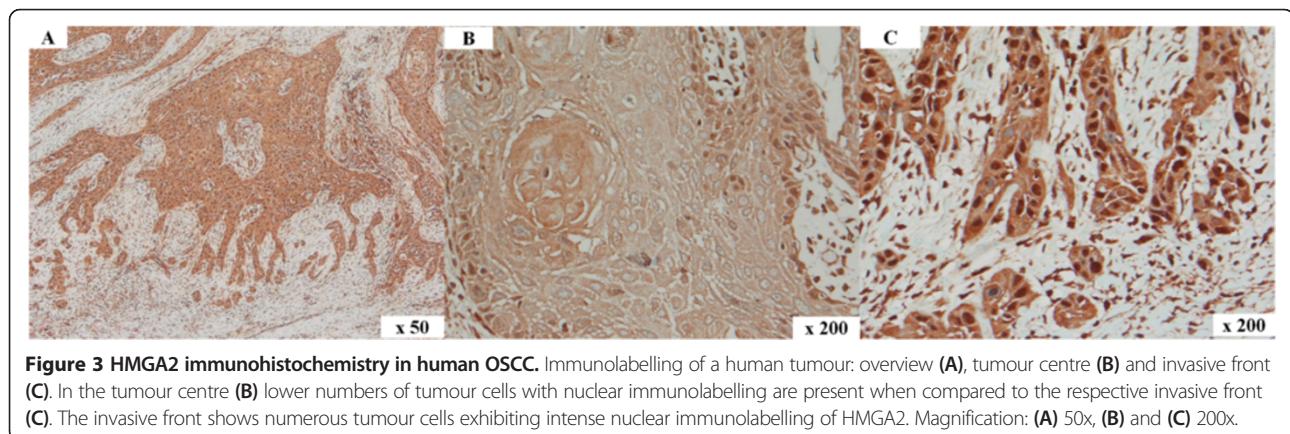 A
B
C
x 50
x 200
x 200
Figure 3 HMGA2 immunohistochemistry in human OSCC. Immunolabelling of a human tumour: overview (A), tumour centre (B) and invasive front
(C). In the tumour centre (B) lower numbers of tumour cells with nuclear immunolabelling are present when compared to the respective invasive front
(C). The invasive front shows numerous tumour cells exhibiting intense nuclear immunolabelling of HMGA2. Magnification: (A) 50x, (B) and (C) 200x.